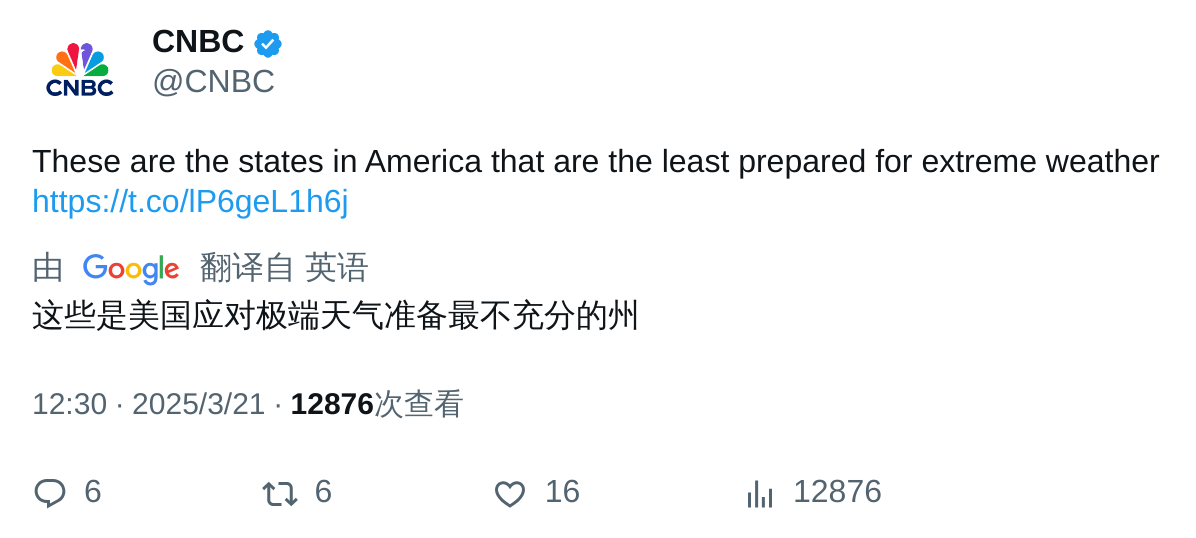 CNBC
CNBC
@CNBC
These are the states in America that are the least prepared for extreme weather
https://t.co/lP6geL1h6j
由 Google 翻译自 英语
这些是美国应对极端天气准备最不充分的州
12:30 · 2025/3/21 · 12876次查看
6 6 16 12876